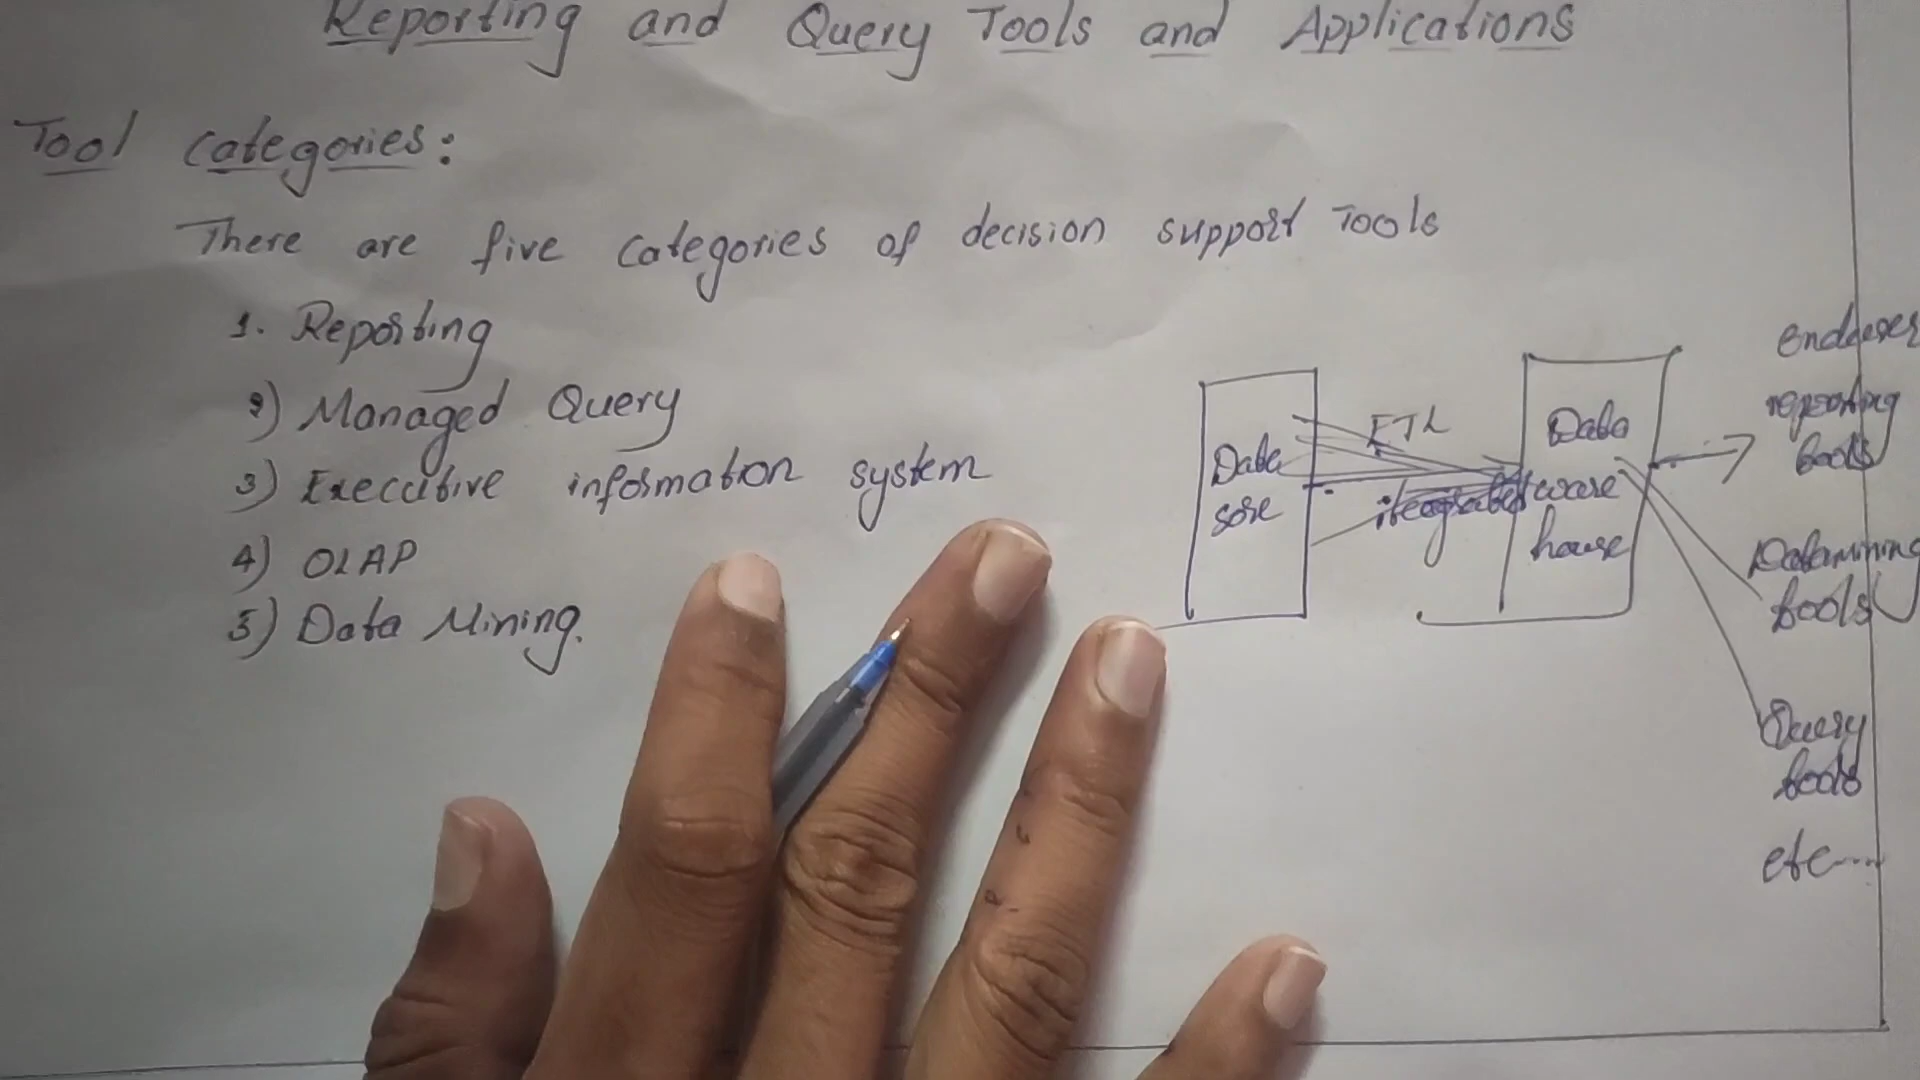 Reporting and Query Tools and Applications
Tool Categories:
There are five categories of decision support Tools
1. Reporting
2) Managed Query
3) Executive information system
4) OLAP
5) Data Mining.
Data
sore
ETL
Data
ware
house
enduser
reporting
tools
Datamining
tools
Query
tools
etc....